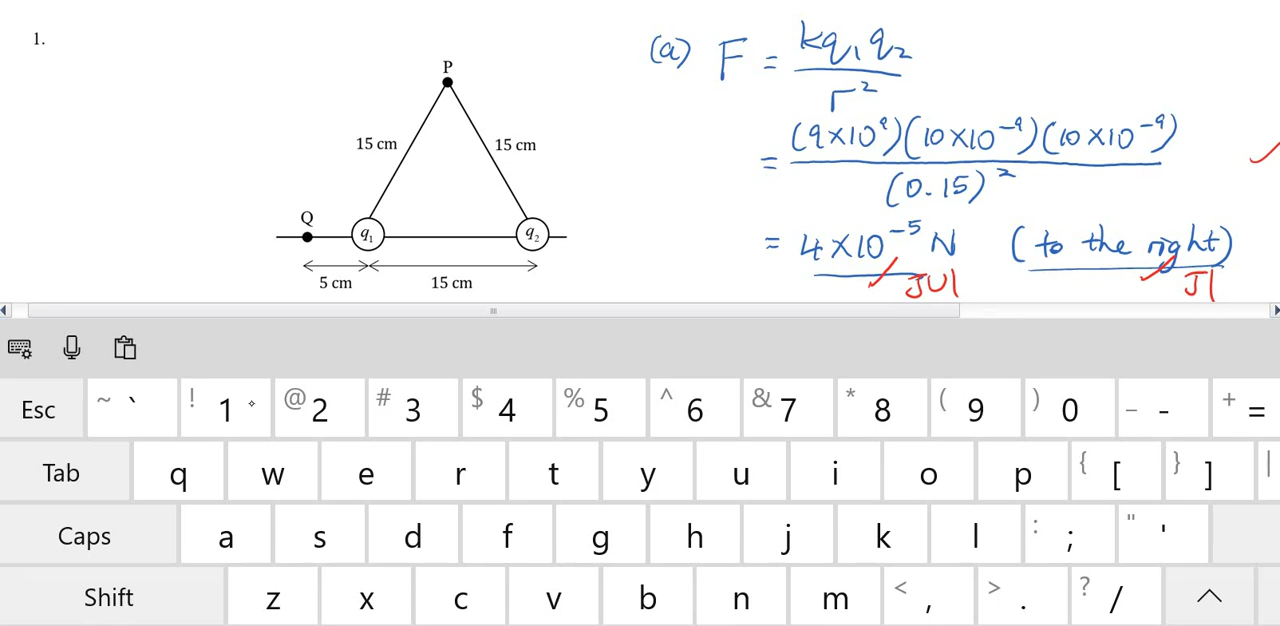 1.
P
15 cm
15 cm
Q
q₁
q₂
5 cm
15 cm
(a) F = kq₁q₂ / r²
= (9×10⁹)(10×10⁻⁹)(10×10⁻⁹) / (0.15)²
= 4×10⁻⁵ N (to the right)
JU1 J1
Esc ~ ` ! 1 @ 2 # 3 $ 4 % 5 ^ 6 & 7 * 8 ( 9 ) 0 _ - + =
Tab q w e r t y u i o p { [ } ] |
Caps a s d f g h j k l : ; " '
Shift z x c v b n m < , > . ? /